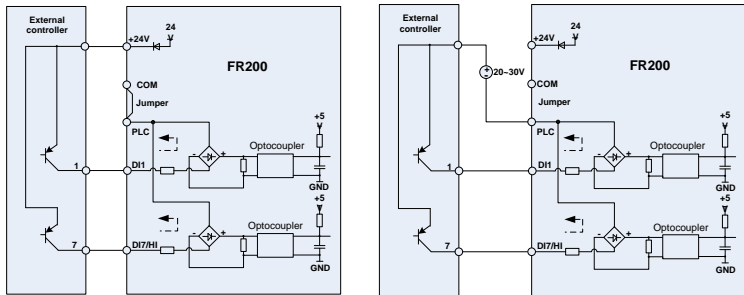 External
controller
+24V
24
V
FR200
COM
Jumper
PLC
+5
V
Optocoupler
1
DI1
-
+
GND
+5
V
Optocoupler
7
DI7/HI
-
+
GND
External
controller
+24V
24
V
20~30V
FR200
COM
Jumper
PLC
+5
V
Optocoupler
1
DI1
-
+
GND
+5
V
Optocoupler
7
DI7/HI
-
+
GND